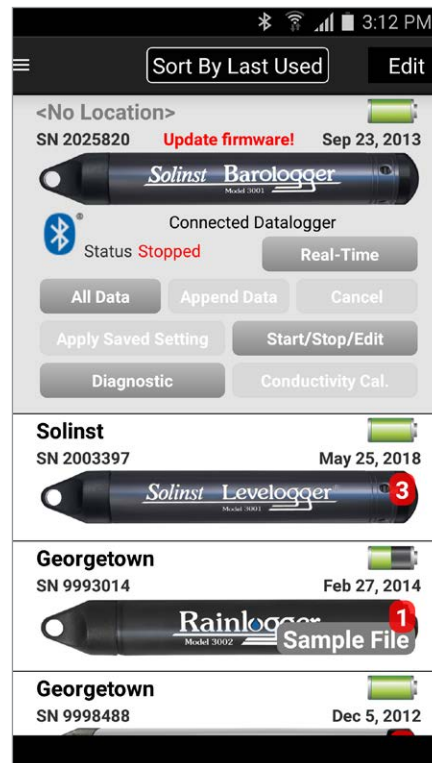 3:12 PM
Sort By Last Used Edit
<No Location>
SN 2025820 Update firmware! Sep 23, 2013
Solinst Barologger
Model 3001
Connected Datalogger
Status Stopped Real-Time
All Data Append Data Cancel
Apply Saved Setting Start/Stop/Edit
Diagnostic Conductivity Cal.
Solinst
SN 2003397 May 25, 2018
Solinst Levelogger 3
Model 3001
Georgetown
SN 9993014 Feb 27, 2014
Rainlogger 1
Model 3002 Sample File
Georgetown
SN 9998488 Dec 5, 2012